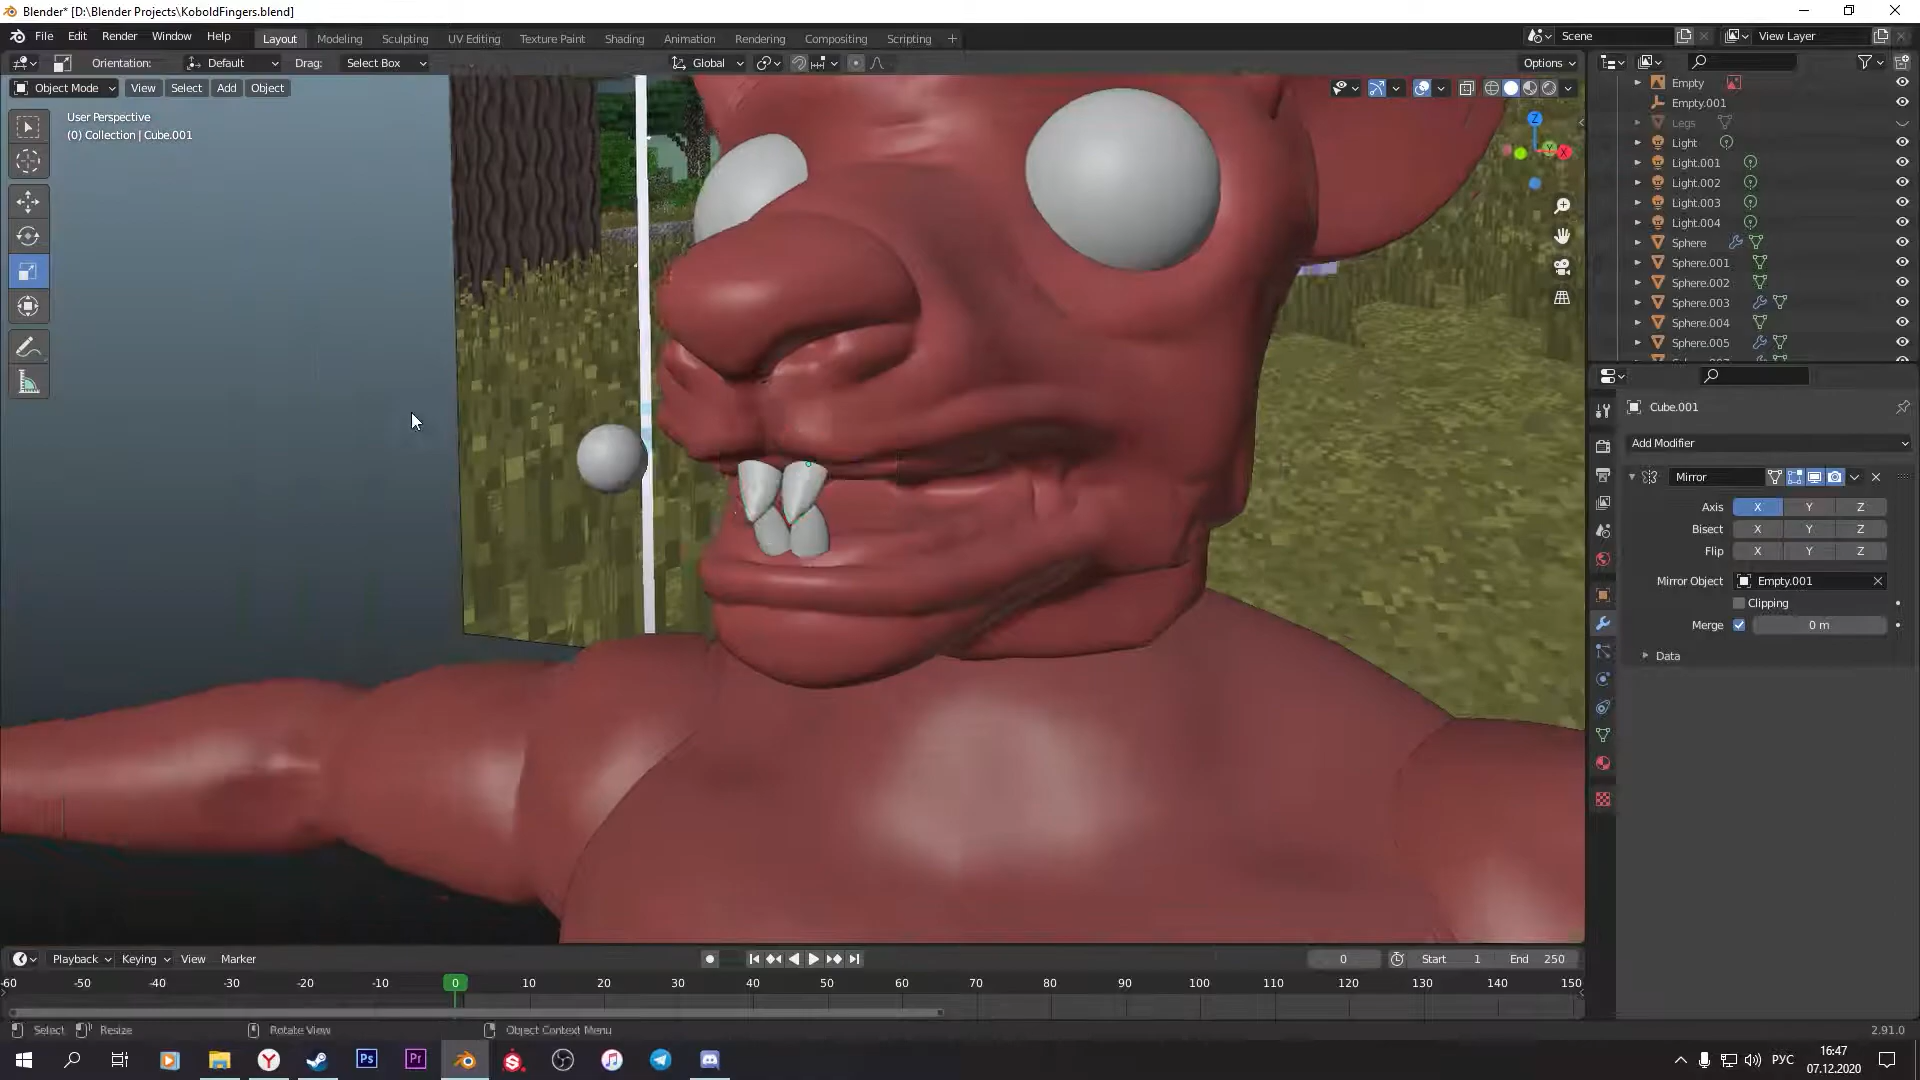 Blender* [D:\Blender Projects\KoboldFingers.blend]
File Edit Render Window Help Layout Modeling Sculpting UV Editing Texture Paint Shading Animation Rendering Compositing Scripting + Scene View Layer
Orientation: Default Drag: Select Box Global Options
Object Mode View Select Add Object
User Perspective
(0) Collection | Cube.001
Z
Y
X
Empty
Empty.001
Legs
Light
Light.001
Light.002
Light.003
Light.004
Sphere
Sphere.001
Sphere.002
Sphere.003
Sphere.004
Sphere.005
Cube.001
Add Modifier
Mirror
Axis X Y Z
Bisect X Y Z
Flip X Y Z
Mirror Object Empty.001
Clipping
Merge 0 m
Data
Playback Keying View Marker 0 Start 1 End 250
-60 -50 -40 -30 -20 -10 0 10 20 30 40 50 60 70 80 90 100 110 120 130 140 150
Select Resize Rotate View Object Context Menu 2.91.0
Ps Pr РУС 16:47
07.12.2020